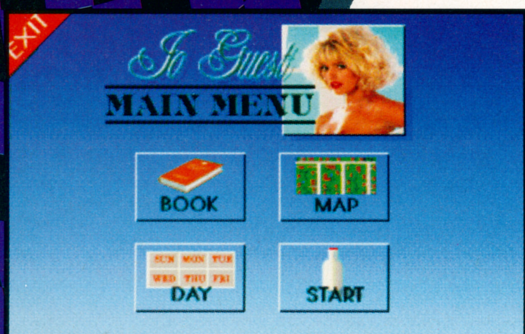 EXIT
Jo Guest
MAIN MENU
BOOK
MAP
SUN MON TUE
WED THU FRI
DAY
START